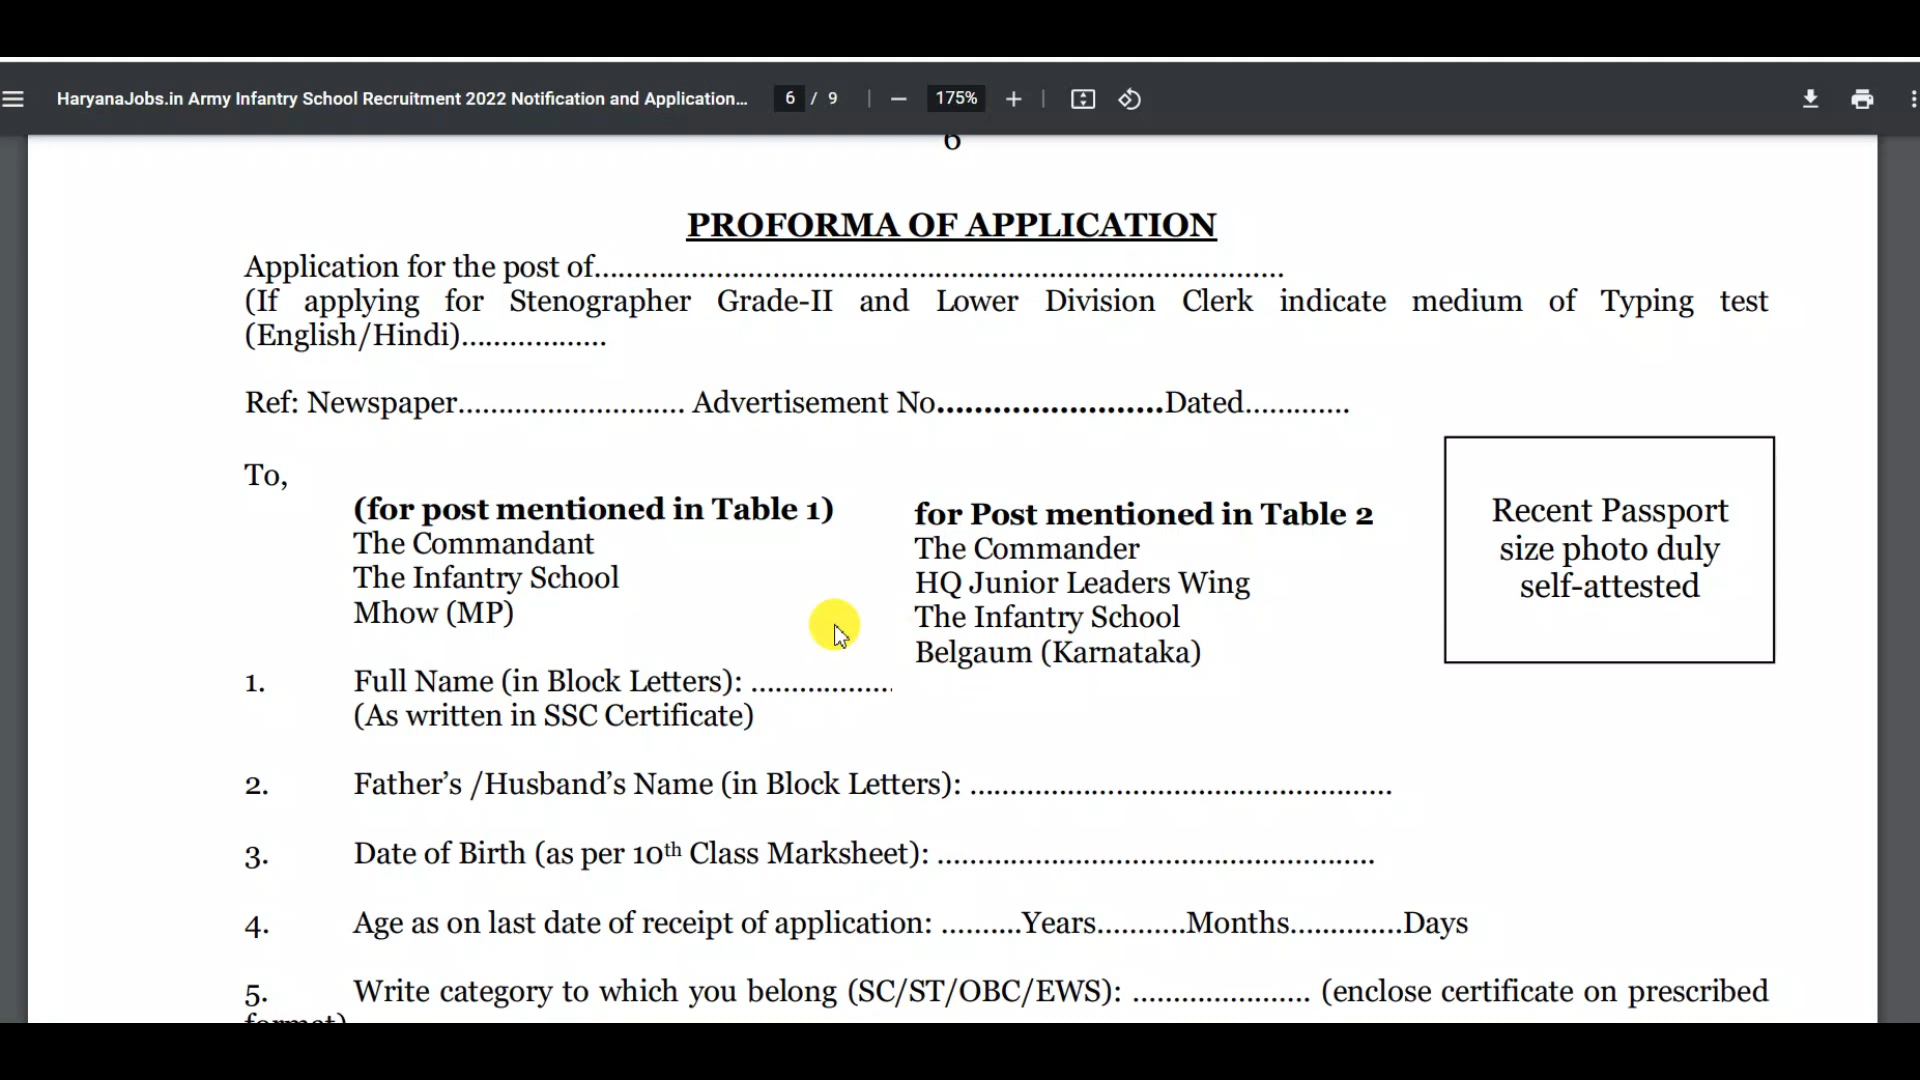 HaryanaJobs.in Army Infantry School Recruitment 2022 Notification and Application... 6 / 9 175%
6
PROFORMA OF APPLICATION
Application for the post of.....................................................................................
(If applying for Stenographer Grade-II and Lower Division Clerk indicate medium of Typing test
(English/Hindi)..................
Ref: Newspaper............................ Advertisement No........................Dated.............
To,
(for post mentioned in Table 1)
The Commandant
The Infantry School
Mhow (MP)
for Post mentioned in Table 2
The Commander
HQ Junior Leaders Wing
The Infantry School
Belgaum (Karnataka)
Recent Passport
size photo duly
self-attested
1. Full Name (in Block Letters): ..................
(As written in SSC Certificate)
2. Father's /Husband's Name (in Block Letters): ....................................................
3. Date of Birth (as per 10th Class Marksheet): ......................................................
4. Age as on last date of receipt of application: ..........Years...........Months..............Days
5. Write category to which you belong (SC/ST/OBC/EWS): ...................... (enclose certificate on prescribed